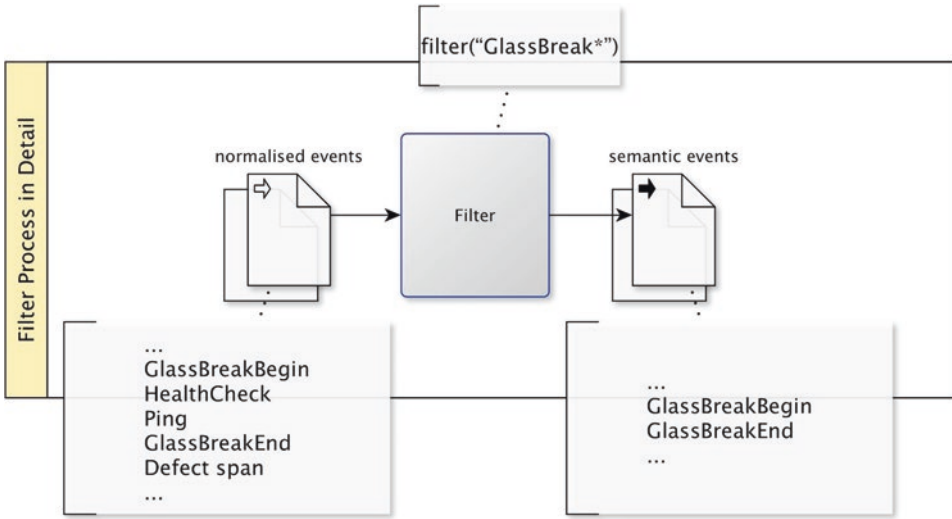 filter(“GlassBreak*”)
Filter Process in Detail
normalised events
semantic events
Filter
...
GlassBreakBegin
HealthCheck
Ping
GlassBreakEnd
Defect span
...
...
GlassBreakBegin
GlassBreakEnd
...